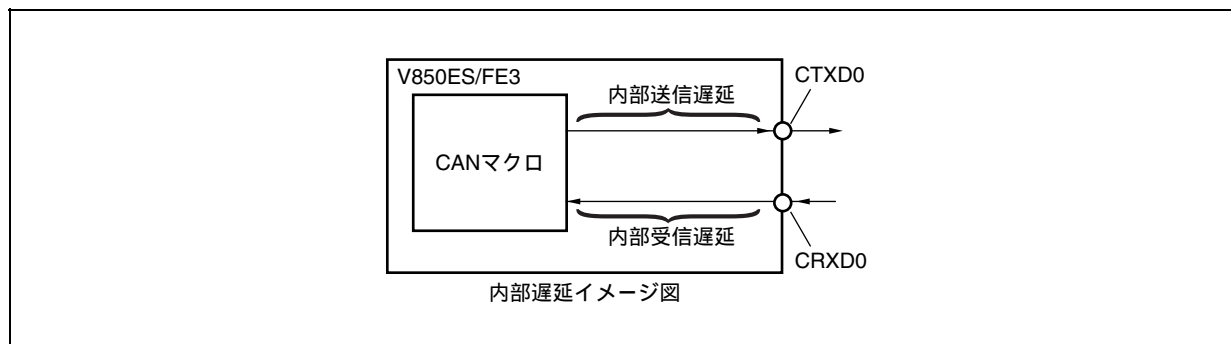 V850ES/FE3
CTXD0
内部送信遅延
CANマクロ
内部受信遅延
CRXD0
内部遅延イメージ図